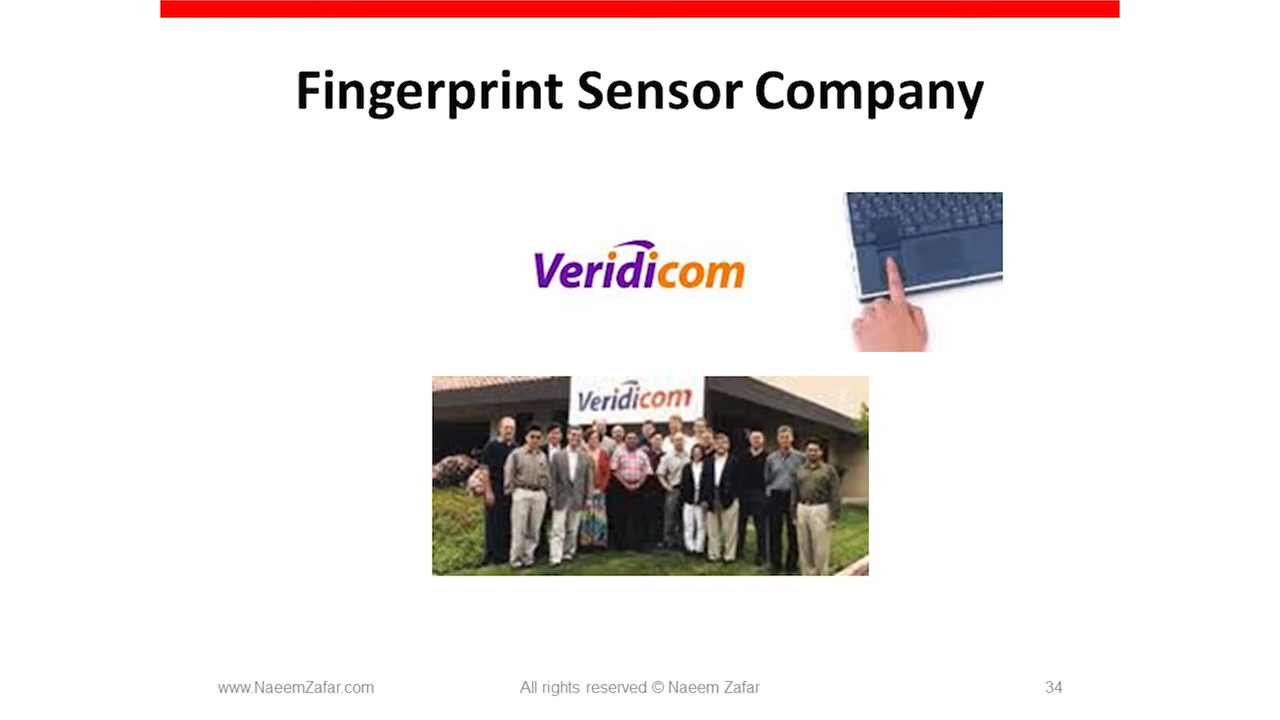 Fingerprint Sensor Company
Veridicom
Veridicom
www.NaeemZafar.com
All rights reserved © Naeem Zafar
34